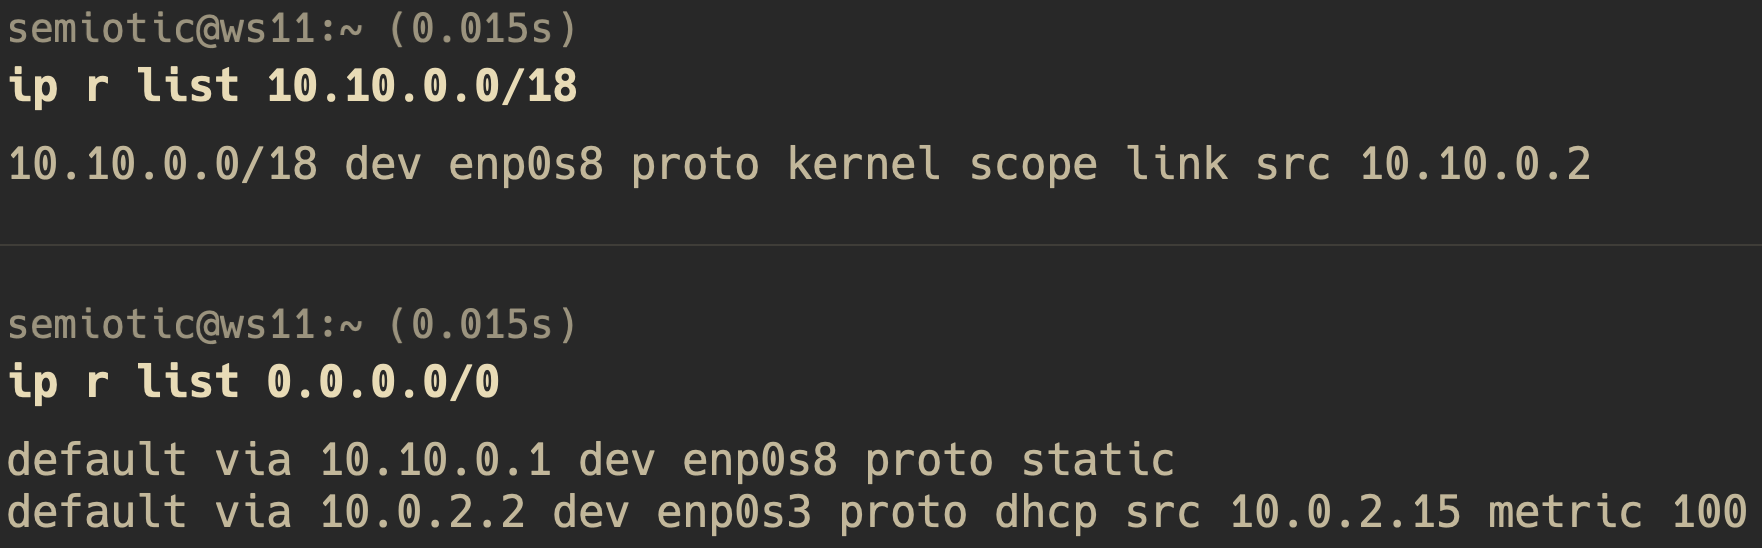 semiotic@ws11:~ (0.015s)
ip r list 10.10.0.0/18
10.10.0.0/18 dev enp0s8 proto kernel scope link src 10.10.0.2
semiotic@ws11:~ (0.015s)
ip r list 0.0.0.0/0
default via 10.10.0.1 dev enp0s8 proto static
default via 10.0.2.2 dev enp0s3 proto dhcp src 10.0.2.15 metric 100